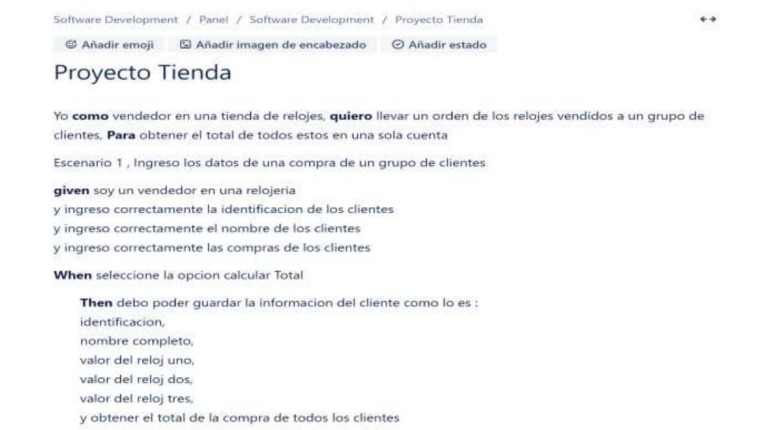 Software Development / Panel / Software Development / Proyecto Tienda
Añadir emoji Añadir imagen de encabezado Añadir estado
Proyecto Tienda
Yo como vendedor en una tienda de relojes, quiero llevar un orden de los relojes vendidos a un grupo de
clientes, Para obtener el total de todos estos en una sola cuenta
Escenario 1 , Ingreso los datos de una compra de un grupo de clientes
given soy un vendedor en una relojeria
y ingreso correctamente la identificacion de los clientes
y ingreso correctamente el nombre de los clientes
y ingreso correctamente las compras de los clientes
When seleccione la opcion calcular Total
Then debo poder guardar la informacion del cliente como lo es :
identificacion,
nombre completo,
valor del reloj uno,
valor del reloj dos,
valor del reloj tres,
y obtener el total de la compra de todos los clientes